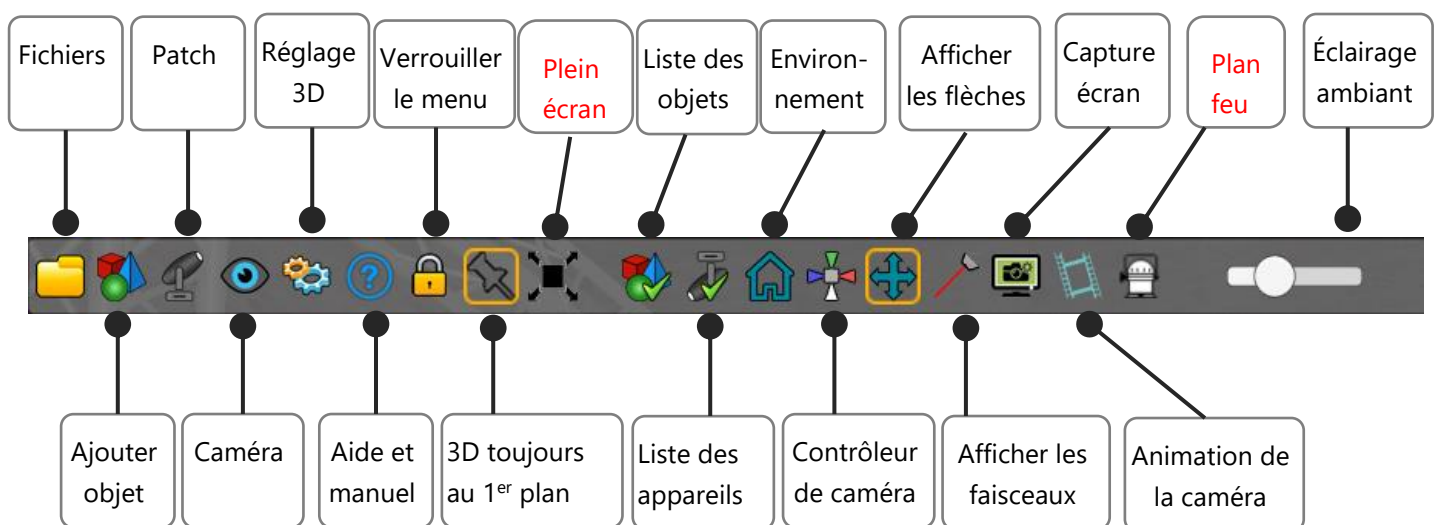 Fichiers
Patch
Réglage
3D
Verrouiller
le menu
Plein
écran
Liste des
objets
Environ-
nement
Afficher
les flèches
Capture
écran
Plan
feu
Éclairage
ambiant
Ajouter
objet
Caméra
Aide et
manuel
3D toujours
au 1er plan
Liste des
appareils
Contrôleur
de caméra
Afficher les
faisceaux
Animation de
la caméra